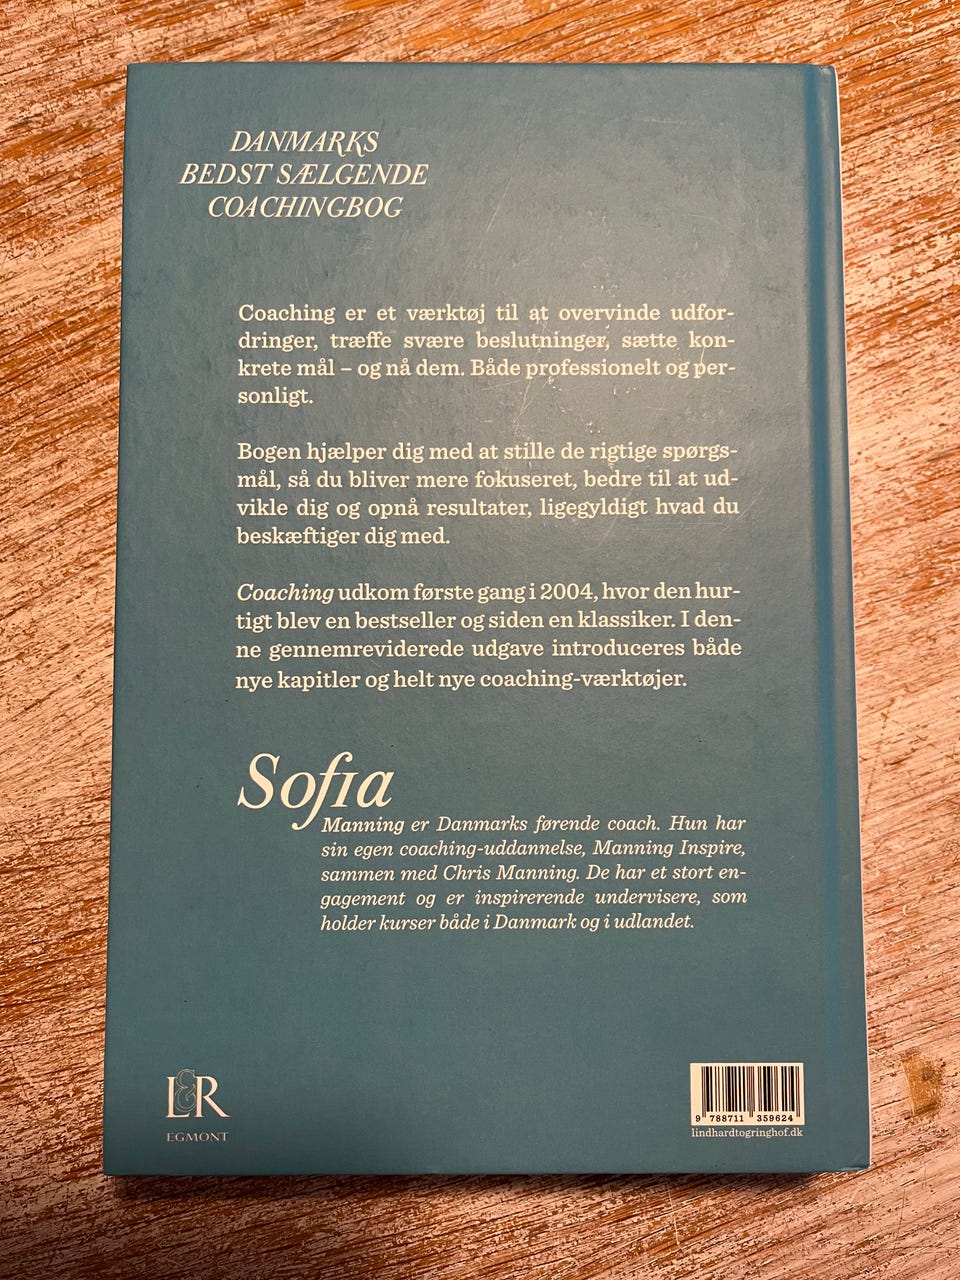 DANMARKS
BEDST SÆLGENDE
COACHINGBOG
Coaching er et værktøj til at overvinde udfor-
dringer, træffe svære beslutninger, sætte kon-
krete mål – og nå dem. Både professionelt og per-
sonligt.
Bogen hjælper dig med at stille de rigtige spørgs-
mål, så du bliver mere fokuseret, bedre til at ud-
vikle dig og opnå resultater, ligegyldigt hvad du
beskæftiger dig med.
Coaching udkom første gang i 2004, hvor den hur-
tigt blev en bestseller og siden en klassiker. I den-
ne gennemreviderede udgave introduceres både
nye kapitler og helt nye coaching-værktøjer.
Sofia
Manning er Danmarks førende coach. Hun har
sin egen coaching-uddannelse, Manning Inspire,
sammen med Chris Manning. De har et stort en-
gagement og er inspirerende undervisere, som
holder kurser både i Danmark og i udlandet.
L&R
EGMONT
9 788711 359624
lindhardtogringhof.dk